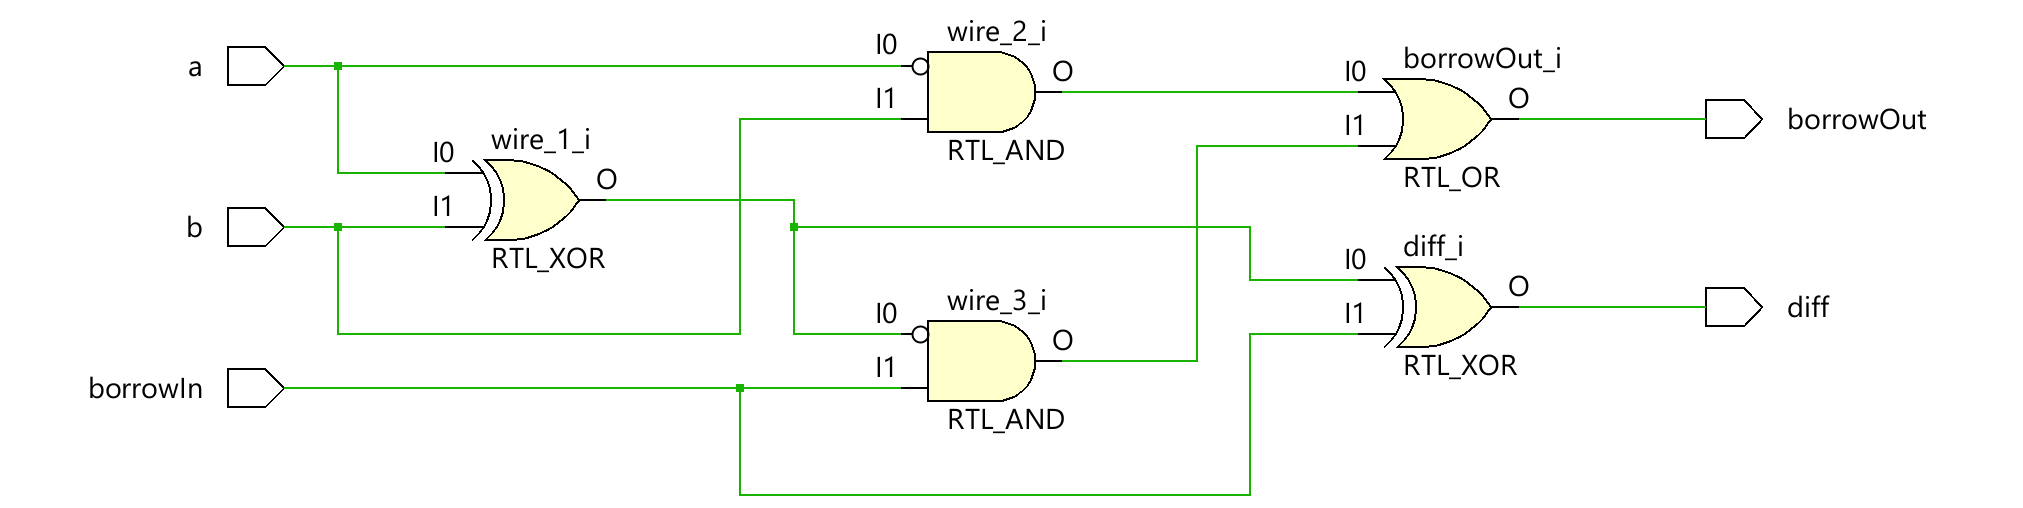 wire_2_i
I0
O
a
I1
RTL_AND
borrowOut_i
I0
O
I1
borrowOut
RTL_OR
wire_1_i
I0
O
I1
b
RTL_XOR
wire_3_i
I0
O
I1
borrowIn
RTL_AND
diff_i
I0
O
I1
diff
RTL_XOR